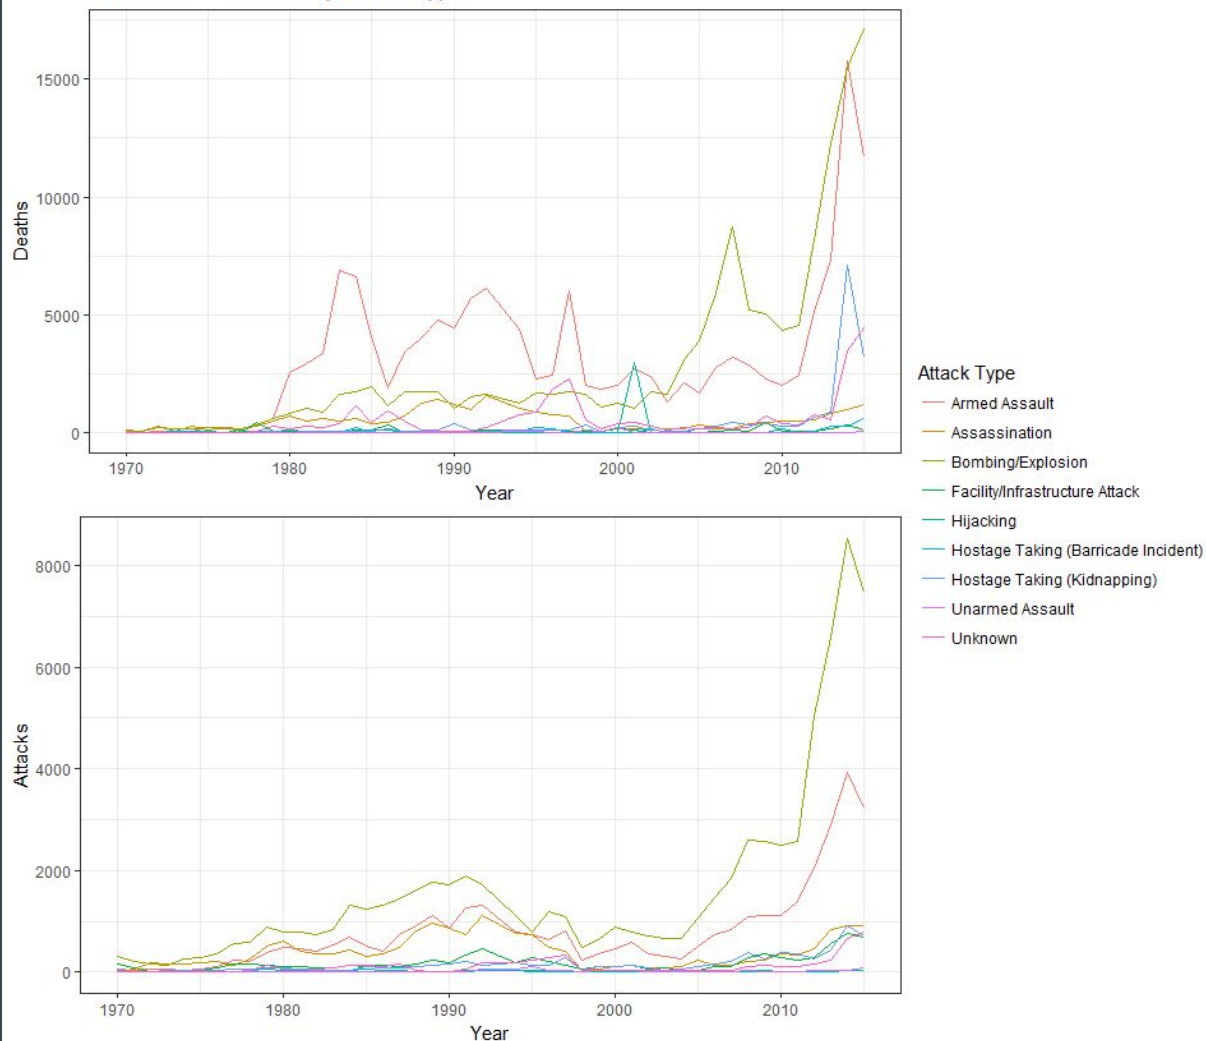 15000
10000
5000
0
Deaths
1970 1980 1990 2000 2010
Year
8000
6000
4000
2000
0
Attacks
1970 1980 1990 2000 2010
Year
Attack Type
Armed Assault
Assassination
Bombing/Explosion
Facility/Infrastructure Attack
Hijacking
Hostage Taking (Barricade Incident)
Hostage Taking (Kidnapping)
Unarmed Assault
Unknown